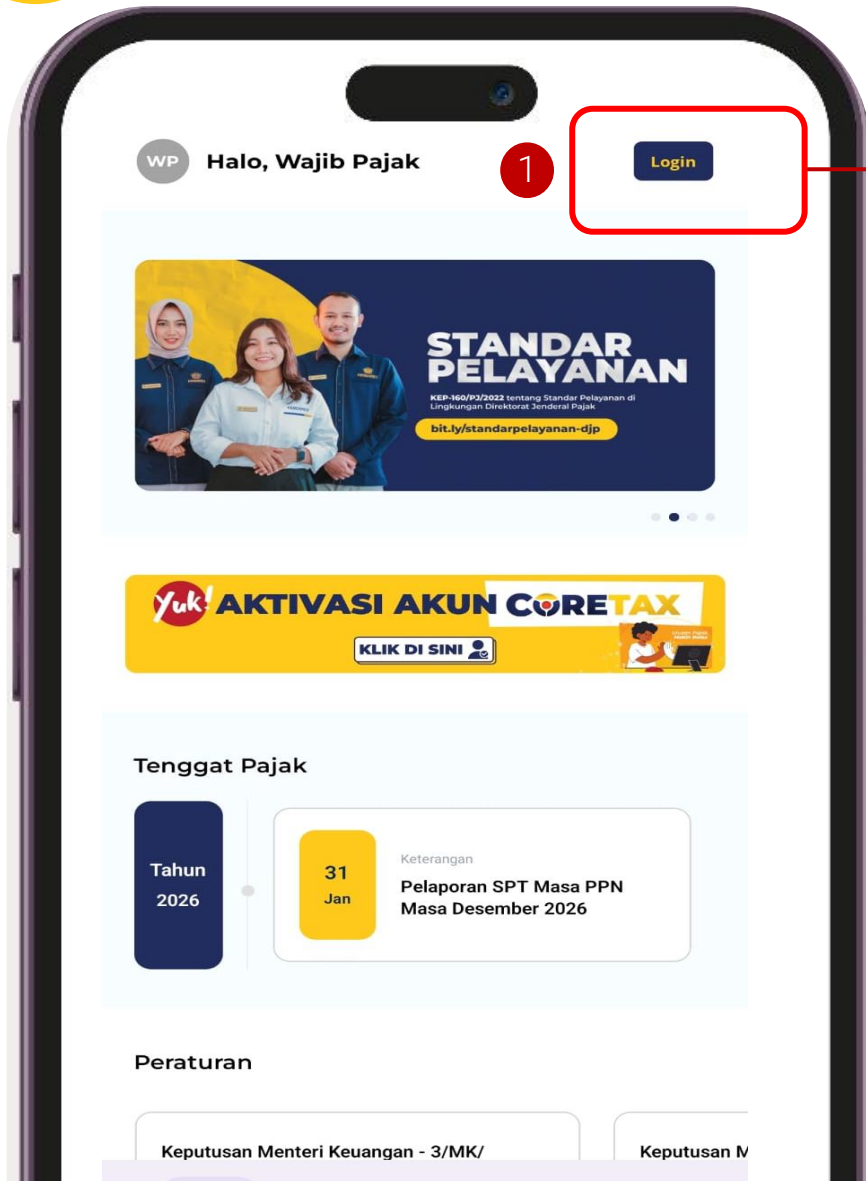 WP
Halo, Wajib Pajak
1
Login
STANDAR
PELAYANAN
KEP-160/PJ/2022 tentang Standar Pelayanan di
Lingkungan Direktorat Jenderal Pajak
bit.ly/standarpelayanan-djp
Yuk! AKTIVASI AKUN CORETAX
KLIK DI SINI
Tenggat Pajak
Tahun
2026
31
Jan
Keterangan
Pelaporan SPT Masa PPN
Masa Desember 2026
Peraturan
Keputusan Menteri Keuangan - 3/MK/
Keputusan M